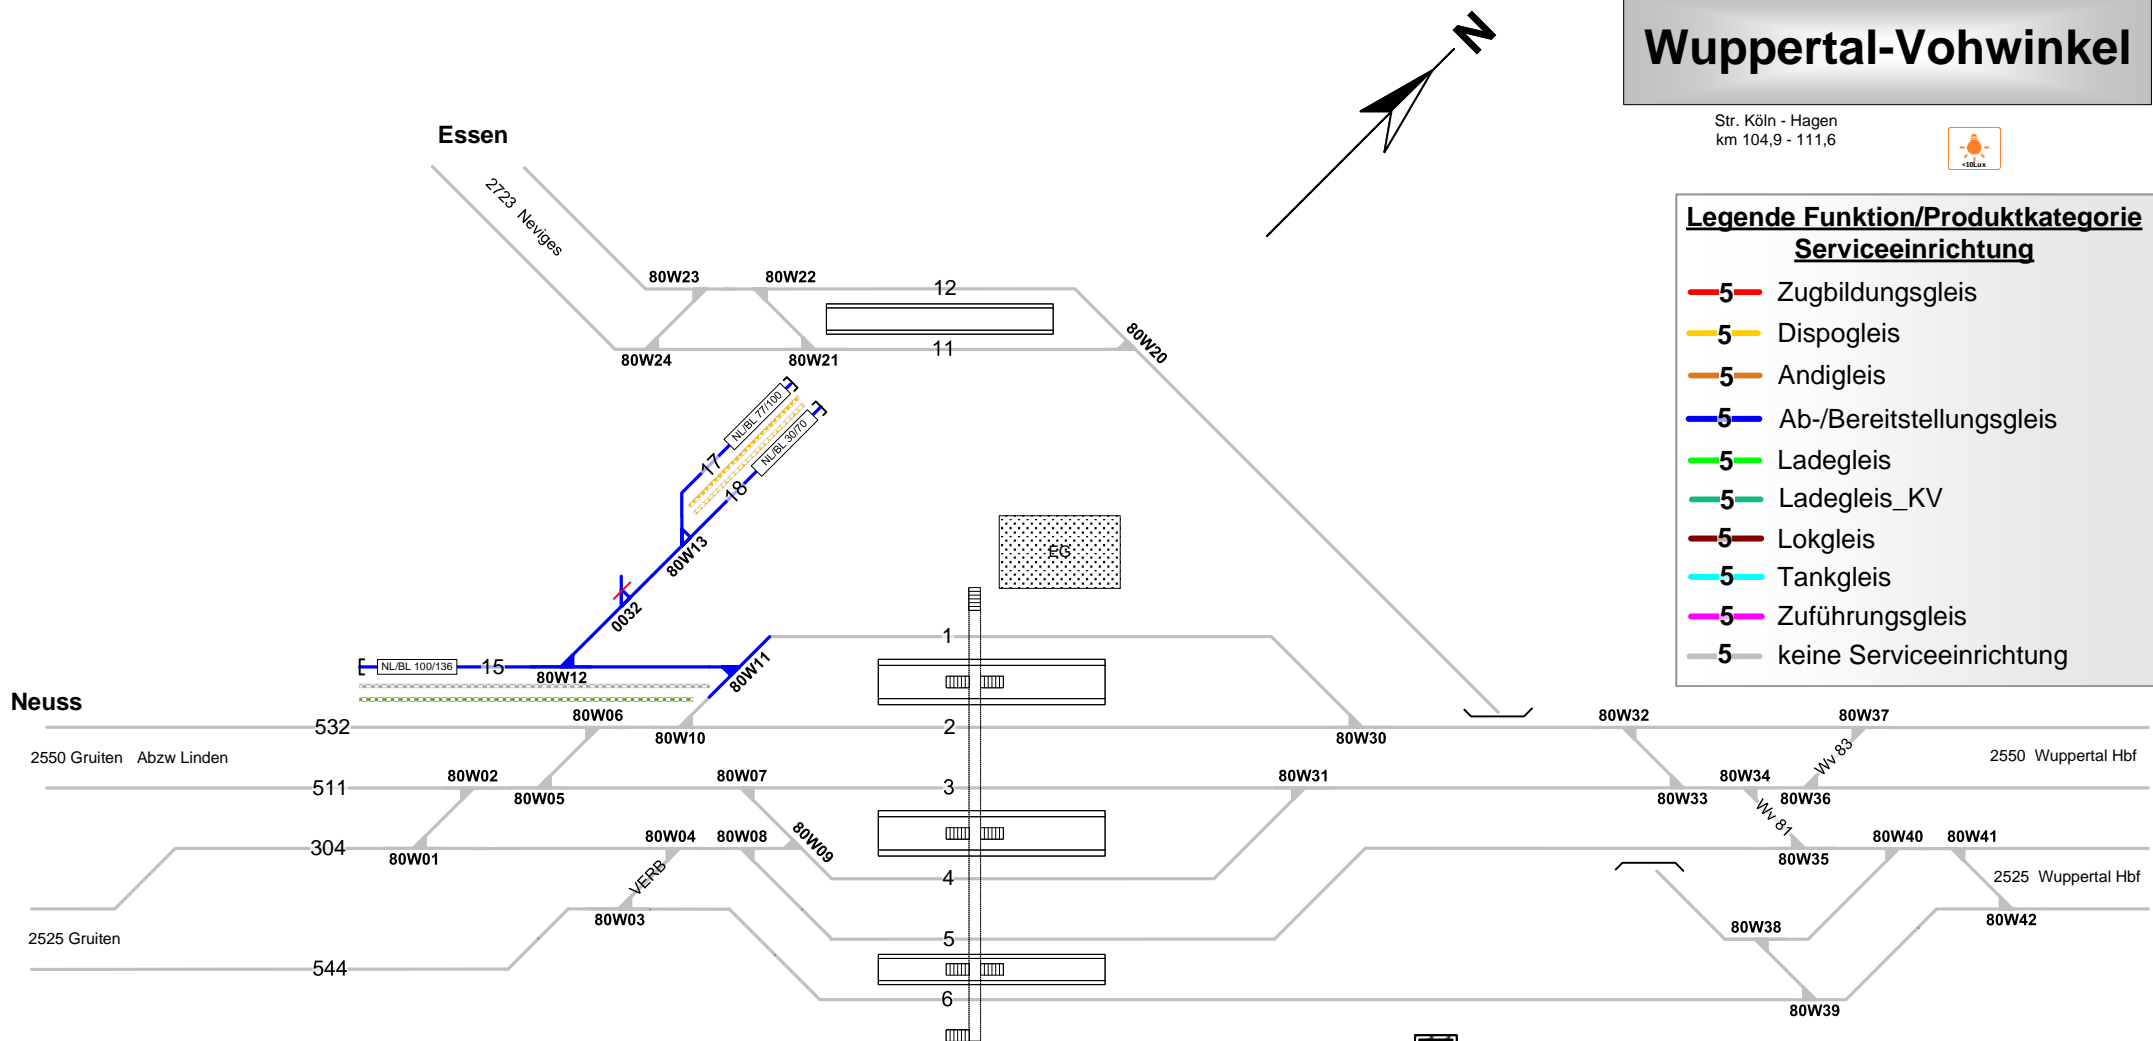 Wuppertal-Vohwinkel
Str. Köln - Hagen
km 104,9 - 111,6
<10Lux
N
Legende Funktion/Produktkategorie
Serviceeinrichtung
5 Zugbildungsgleis
5 Dispogleis
5 Andigleis
5 Ab-/Bereitstellungsgleis
5 Ladegleis
5 Ladegleis_KV
5 Lokgleis
5 Tankgleis
5 Zuführungsgleis
5 keine Serviceeinrichtung
Essen
2723 Neviges
80W23
80W22
12
80W20
80W24
80W21
11
NL/BL 77/100
17
NL/BL 30/70
18
80W13
0032
EG
1
NL/BL 100/136
15
80W12
80W11
Neuss
532
80W06
80W10
2
80W30
80W32
80W37
2550 Gruiten Abzw Linden
Wv 83
2550 Wuppertal Hbf
511
80W02
80W05
80W07
3
80W31
80W33
80W34
80W36
Wv 81
304
80W01
80W04
80W08
80W09
80W35
80W40
80W41
VERB
4
2525 Wuppertal Hbf
80W03
80W42
2525 Gruiten
5
80W38
544
6
80W39